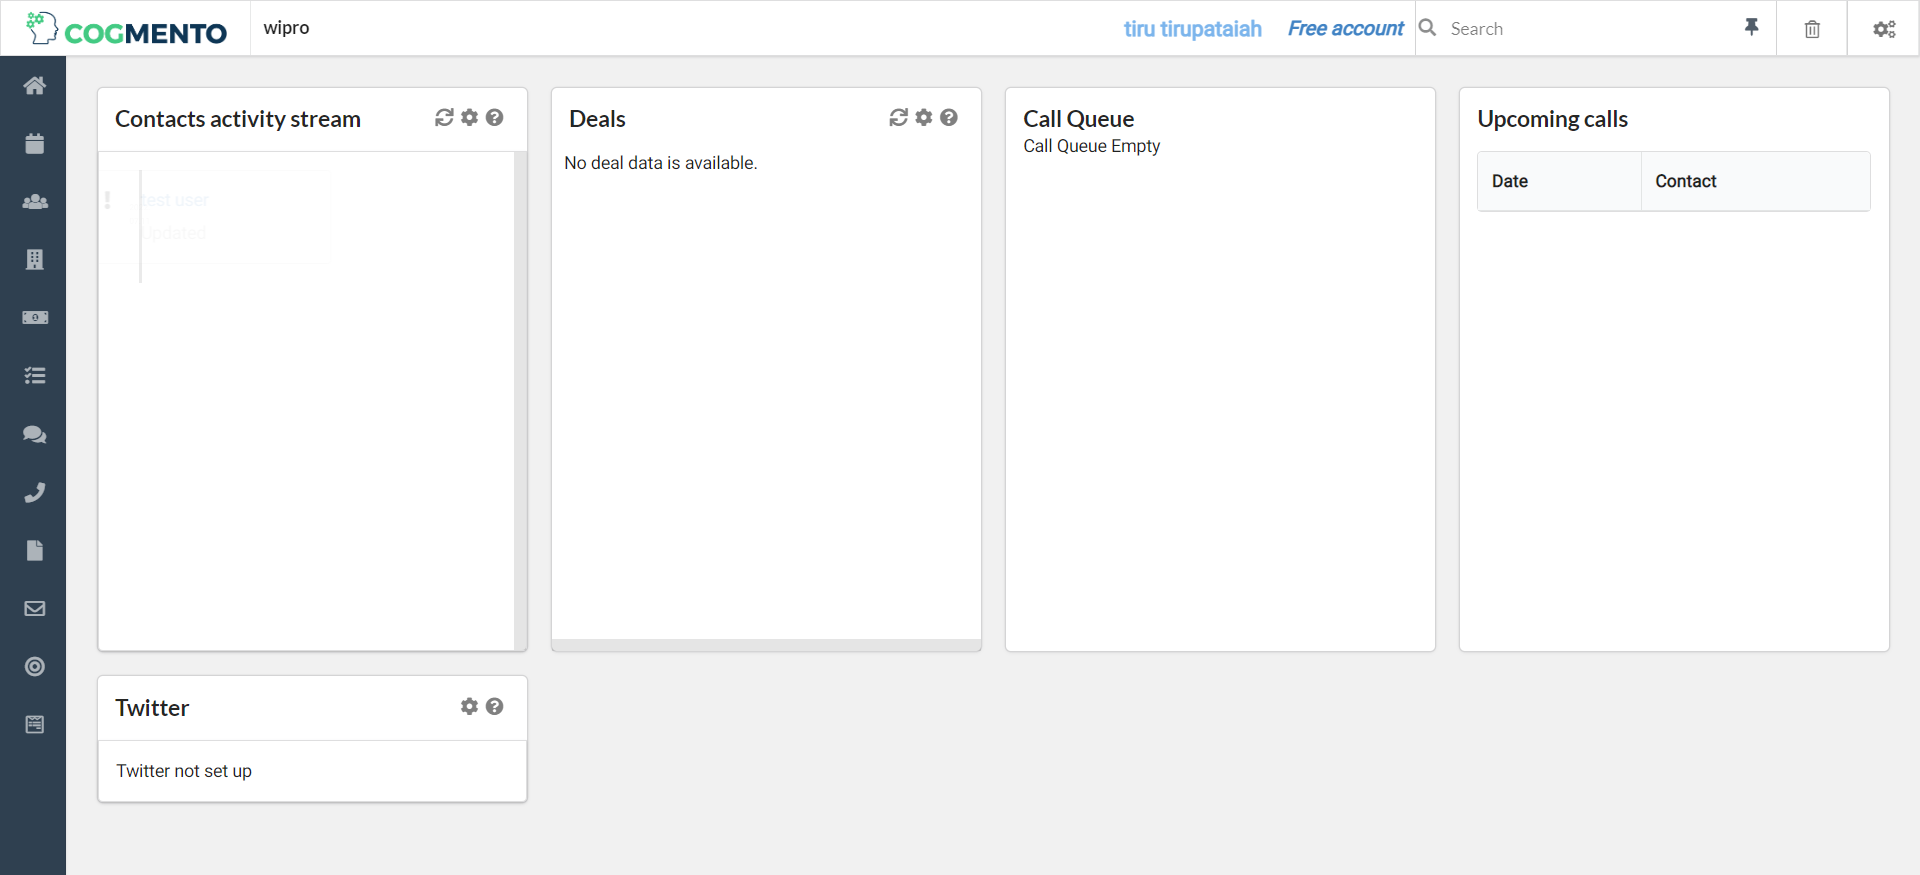 COGMENTO
wipro
tiru tirupataiah
Free account
Search
Contacts activity stream
test user
Updated
Deals
No deal data is available.
Call Queue
Call Queue Empty
Upcoming calls
Date
Contact
Twitter
Twitter not set up